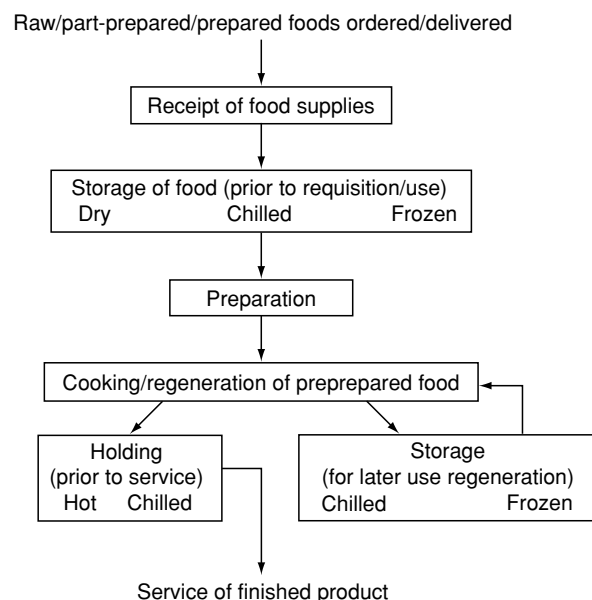 Raw/part-prepared/prepared foods ordered/delivered
Receipt of food supplies
Storage of food (prior to requisition/use)
Dry Chilled Frozen
Preparation
Cooking/regeneration of preprepared food
Holding
(prior to service)
Hot Chilled
Storage
(for later use regeneration)
Chilled Frozen
Service of finished product